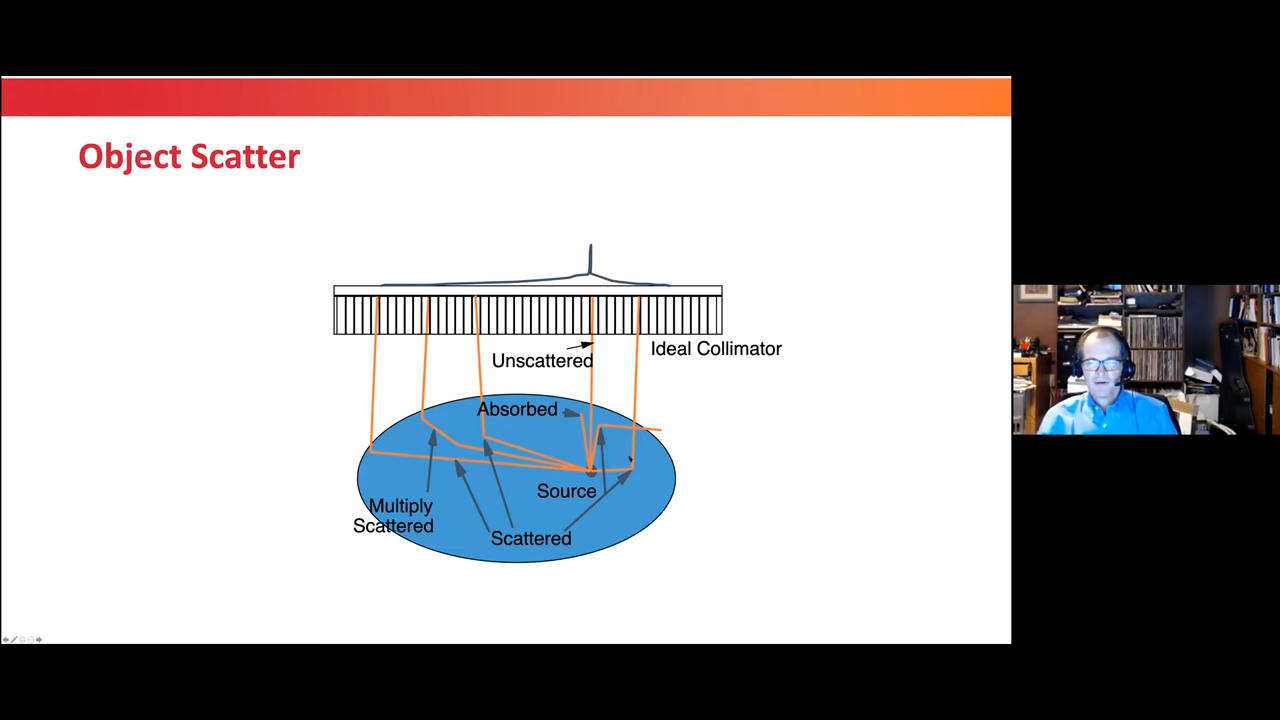 Object Scatter
Unscattered
Ideal Collimator
Absorbed
Source
Multiply
Scattered
Scattered